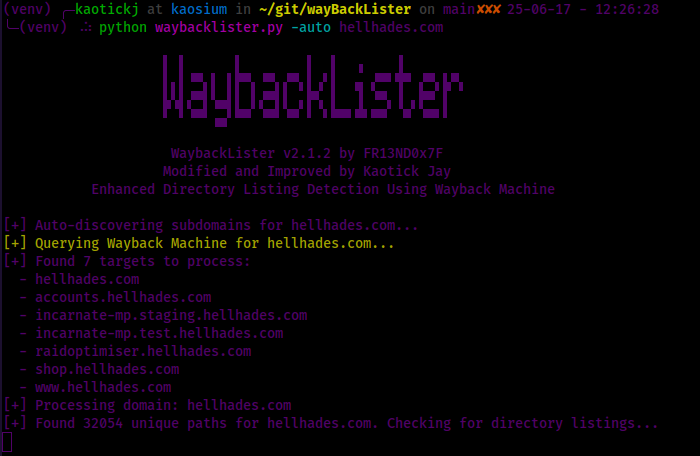 (venv) ╭─kaotickj at kaosium in ~/git/wayBackLister on main✘✘✘ 25-06-17 - 12:26:28
╰─(venv) ∴ python waybacklister.py -auto hellhades.com
WaybackLister
WaybackLister v2.1.2 by FR13ND0x7F
Modified and Improved by Kaotick Jay
Enhanced Directory Listing Detection Using Wayback Machine
[+] Auto-discovering subdomains for hellhades.com...
[+] Querying Wayback Machine for hellhades.com...
[+] Found 7 targets to process:
- hellhades.com
- accounts.hellhades.com
- incarnate-mp.staging.hellhades.com
- incarnate-mp.test.hellhades.com
- raidoptimiser.hellhades.com
- shop.hellhades.com
- www.hellhades.com
[+] Processing domain: hellhades.com
[+] Found 32054 unique paths for hellhades.com. Checking for directory listings...